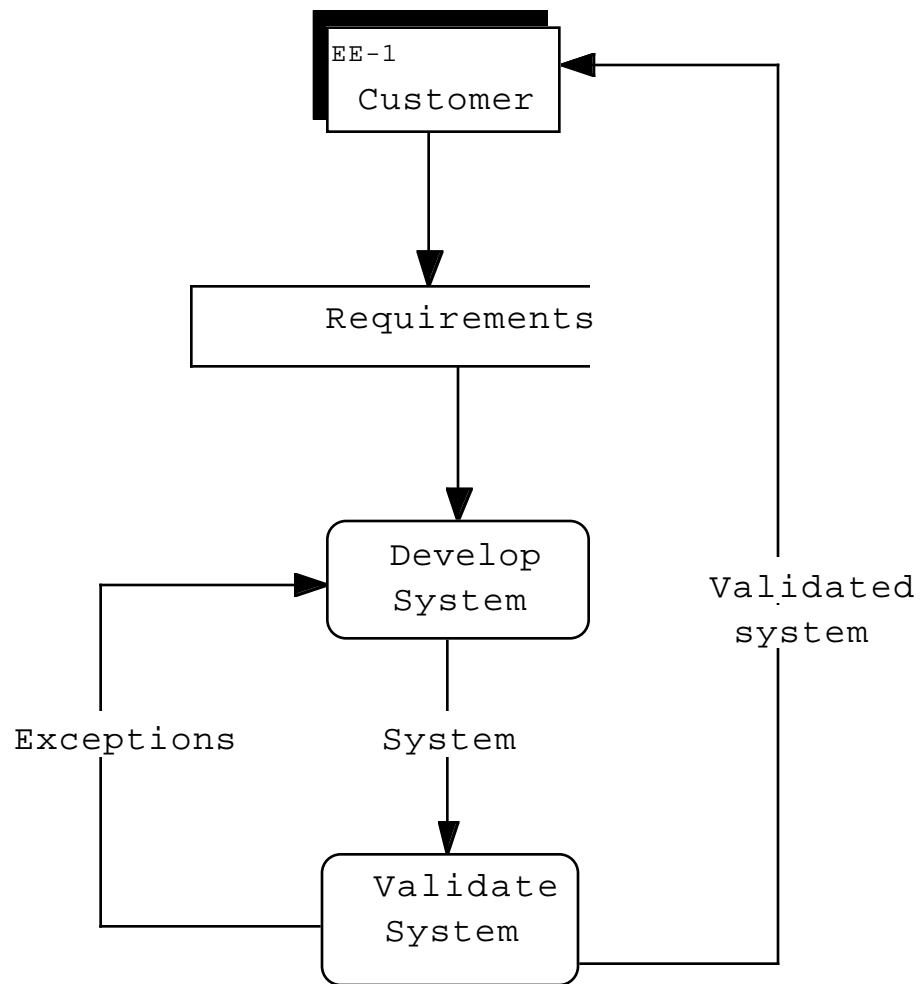 EE-1
Customer
Requirements
Develop
System
Validated
system
Exceptions
System
Validate
System